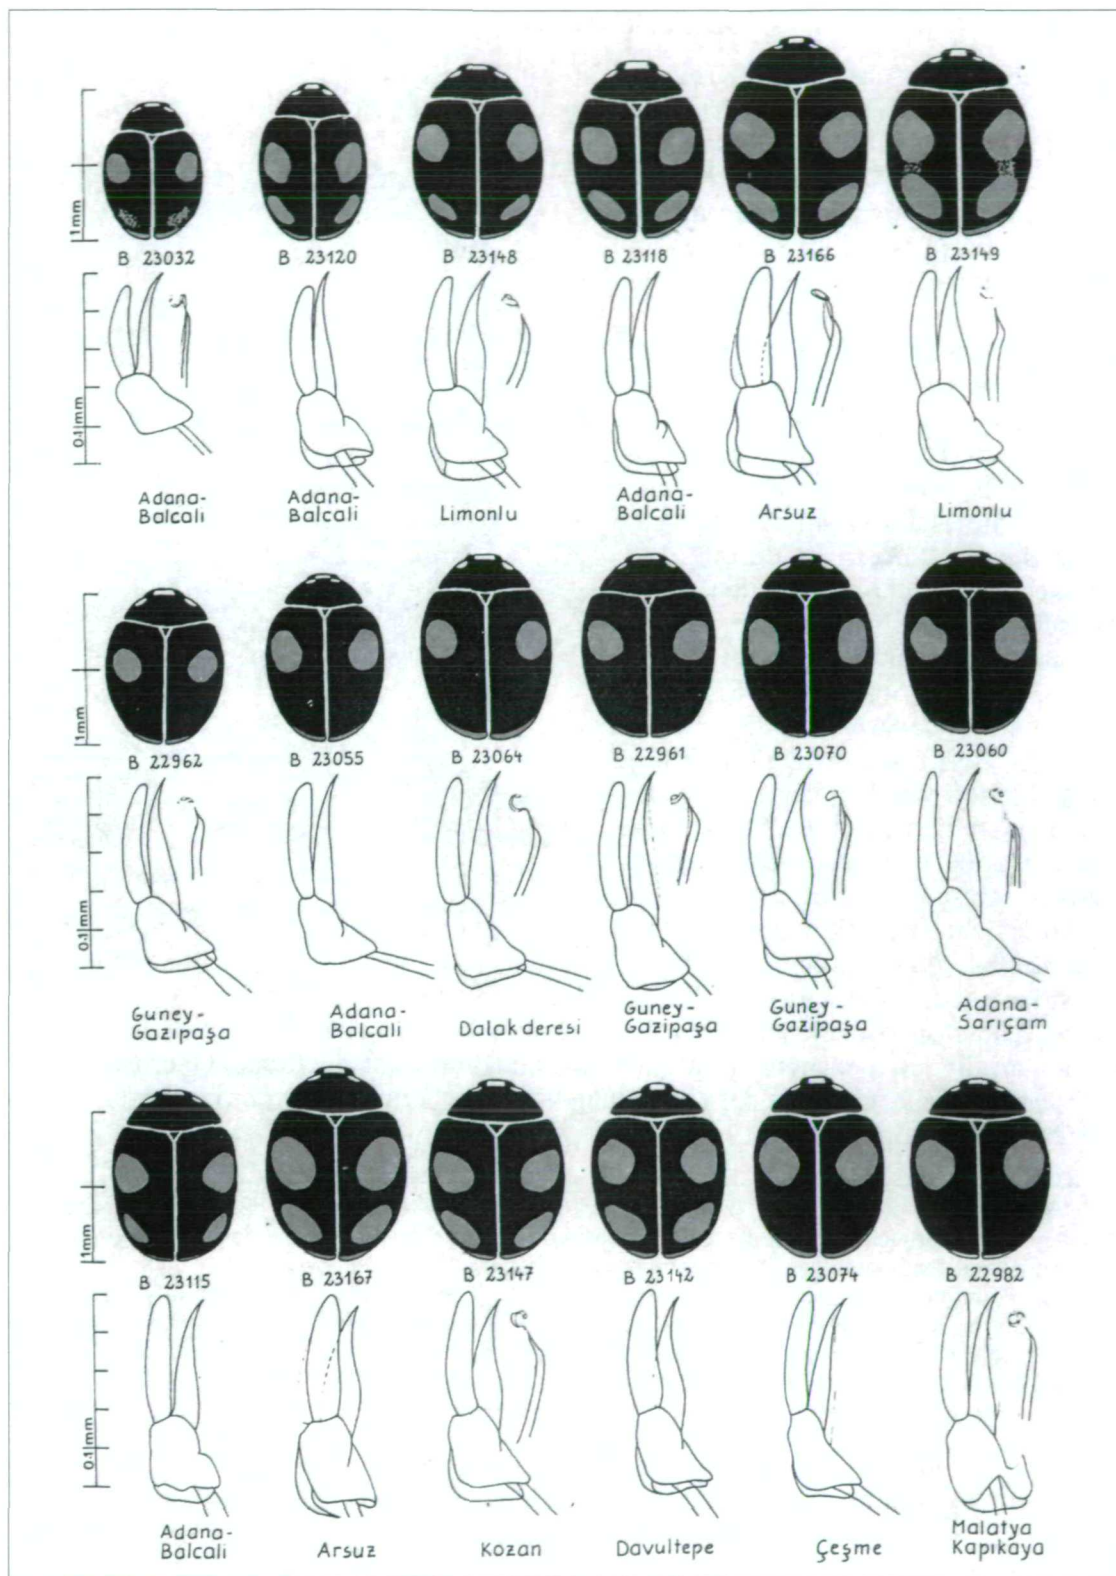 1mm
B 23032
B 23120
B 23148
B 23118
B 23166
B 23149
0.1mm
Adana-
Balcali
Adana-
Balcali
Limonlu
Adana-
Balcali
Arsuz
Limonlu
1mm
B 22962
B 23055
B 23064
B 22961
B 23070
B 23060
0.1mm
Guney-
Gazipaşa
Adana-
Balcali
Dalakderesi
Guney-
Gazipaşa
Guney-
Gazipaşa
Adana-
Sarıçam
1mm
B 23115
B 23167
B 23147
B 23142
B 23074
B 22982
0.1mm
Adana-
Balcali
Arsuz
Kozan
Davultepe
Çeşme
Malatya
Kapıkaya